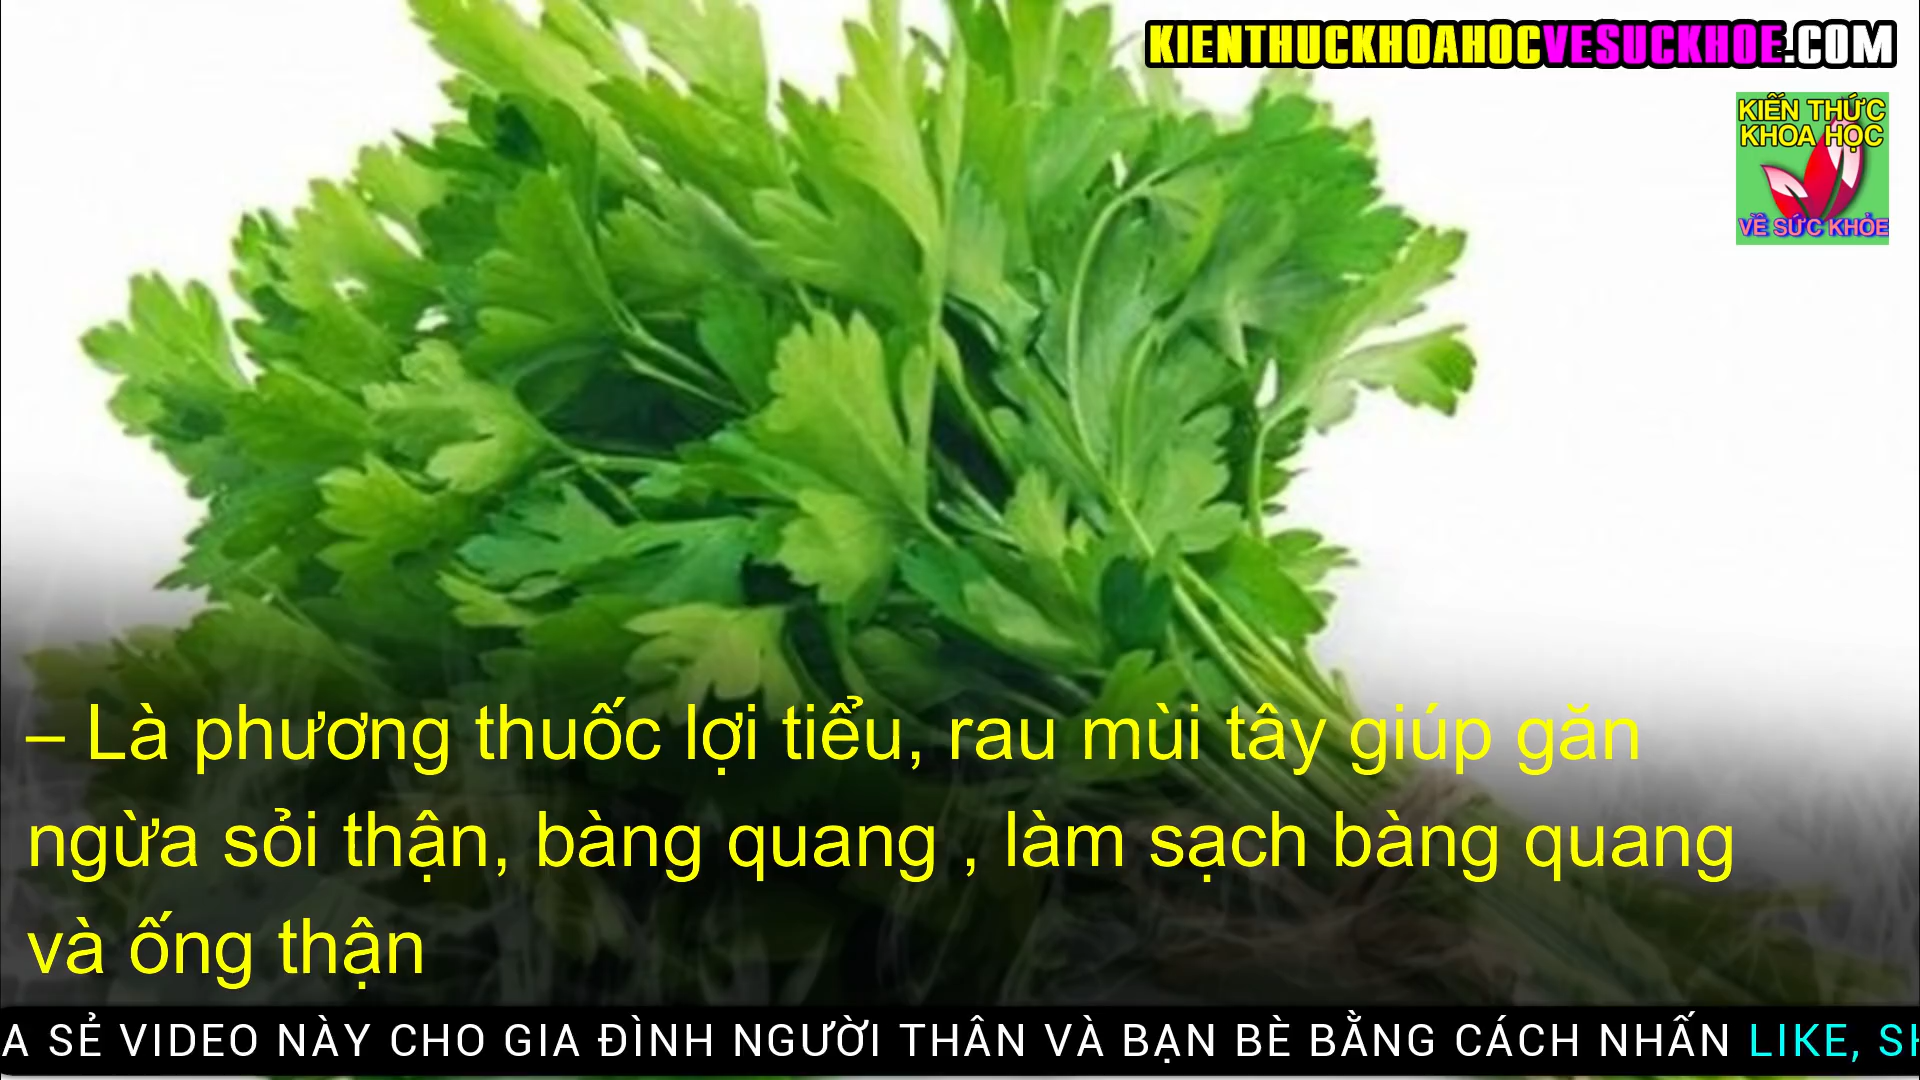 KIENTHUCKHOAHOCVESUCKHOE.COM
KIẾN THỨC
KHOA HỌC
VỀ SỨC KHỎE
– Là phương thuốc lợi tiểu, rau mùi tây giúp găn
ngừa sỏi thận, bàng quang , làm sạch bàng quang
và ống thận
A SẺ VIDEO NÀY CHO GIA ĐÌNH NGƯỜI THÂN VÀ BẠN BÈ BẰNG CÁCH NHẤN LIKE, SH